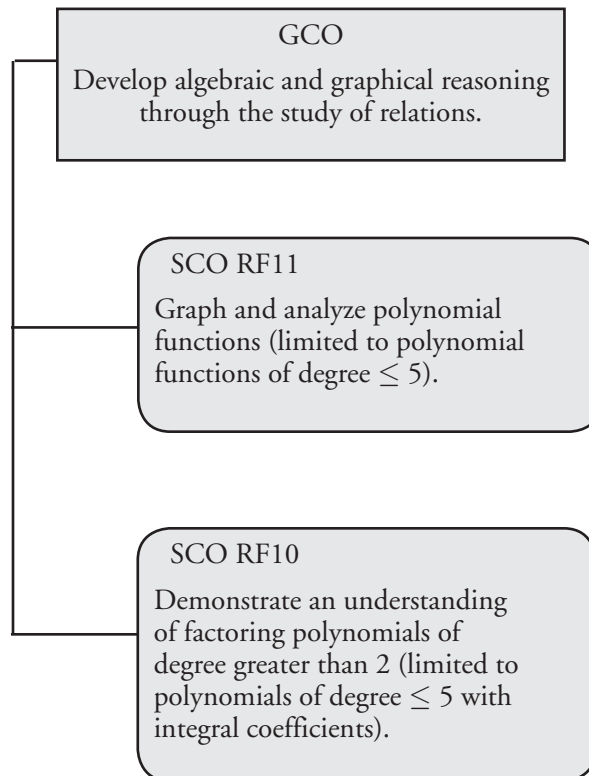 GCO
Develop algebraic and graphical reasoning
through the study of relations.
SCO RF11
Graph and analyze polynomial
functions (limited to polynomial
functions of degree ≤ 5).
SCO RF10
Demonstrate an understanding
of factoring polynomials of
degree greater than 2 (limited to
polynomials of degree ≤ 5 with
integral coefficients).